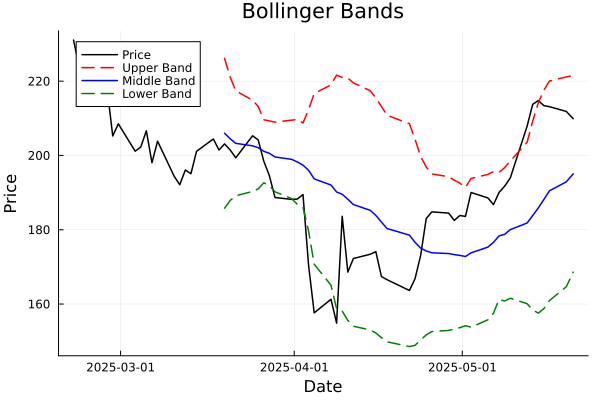 Bollinger Bands
Price
Upper Band
Middle Band
Lower Band
Price
220
200
180
160
2025-03-01
2025-04-01
2025-05-01
Date